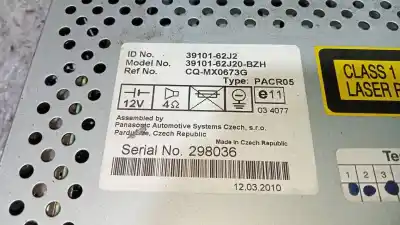 ID No. 39101-62J2
Model No. 39101-62J20-BZH
Ref No. CQ-MX0673G
Type: PACR05
12V 4Ω e11
03 4077
Assembled by
Panasonic Automotive Systems Czech, s.r.o.
Pardubice, Czech Republic
Made in Czech Republic
Serial No. 298036
12.03.2010
CLASS 1
LASER
1 2 3